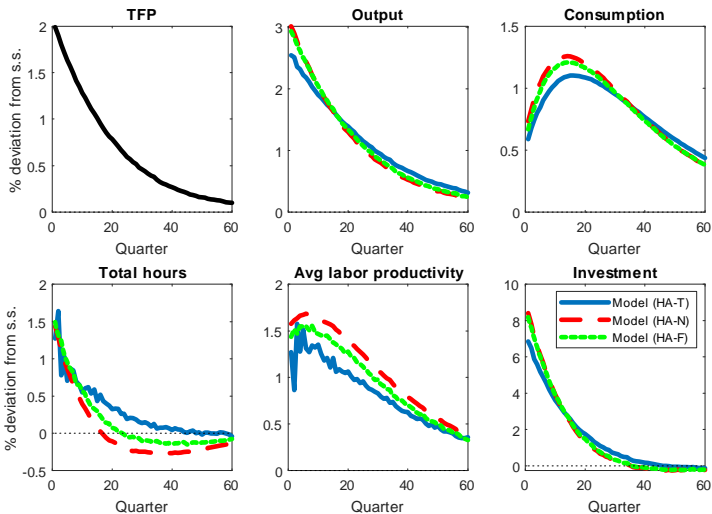 TFP
Output
Consumption
% deviation from s.s.
2
1.5
1
0.5
0
0 20 40 60
Quarter
3
2
1
0
0 20 40 60
Quarter
1.5
1
0.5
0
0 20 40 60
Quarter
Total hours
Avg labor productivity
Investment
% deviation from s.s.
2
1.5
1
0.5
0
-0.5
0 20 40 60
Quarter
2
1.5
1
0.5
0
0 20 40 60
Quarter
10
8
6
4
2
0
0 20 40 60
Quarter
Model (HA-T)
Model (HA-N)
Model (HA-F)